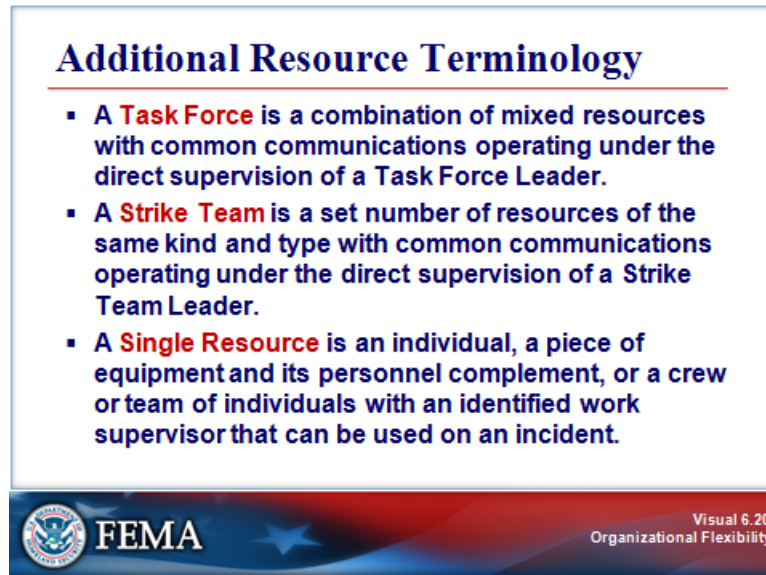 Additional Resource Terminology
▪ A Task Force is a combination of mixed resources
with common communications operating under the
direct supervision of a Task Force Leader.
▪ A Strike Team is a set number of resources of the
same kind and type with common communications
operating under the direct supervision of a Strike
Team Leader.
▪ A Single Resource is an individual, a piece of
equipment and its personnel complement, or a crew
or team of individuals with an identified work
supervisor that can be used on an incident.
FEMA
Visual 6.20
Organizational Flexibility